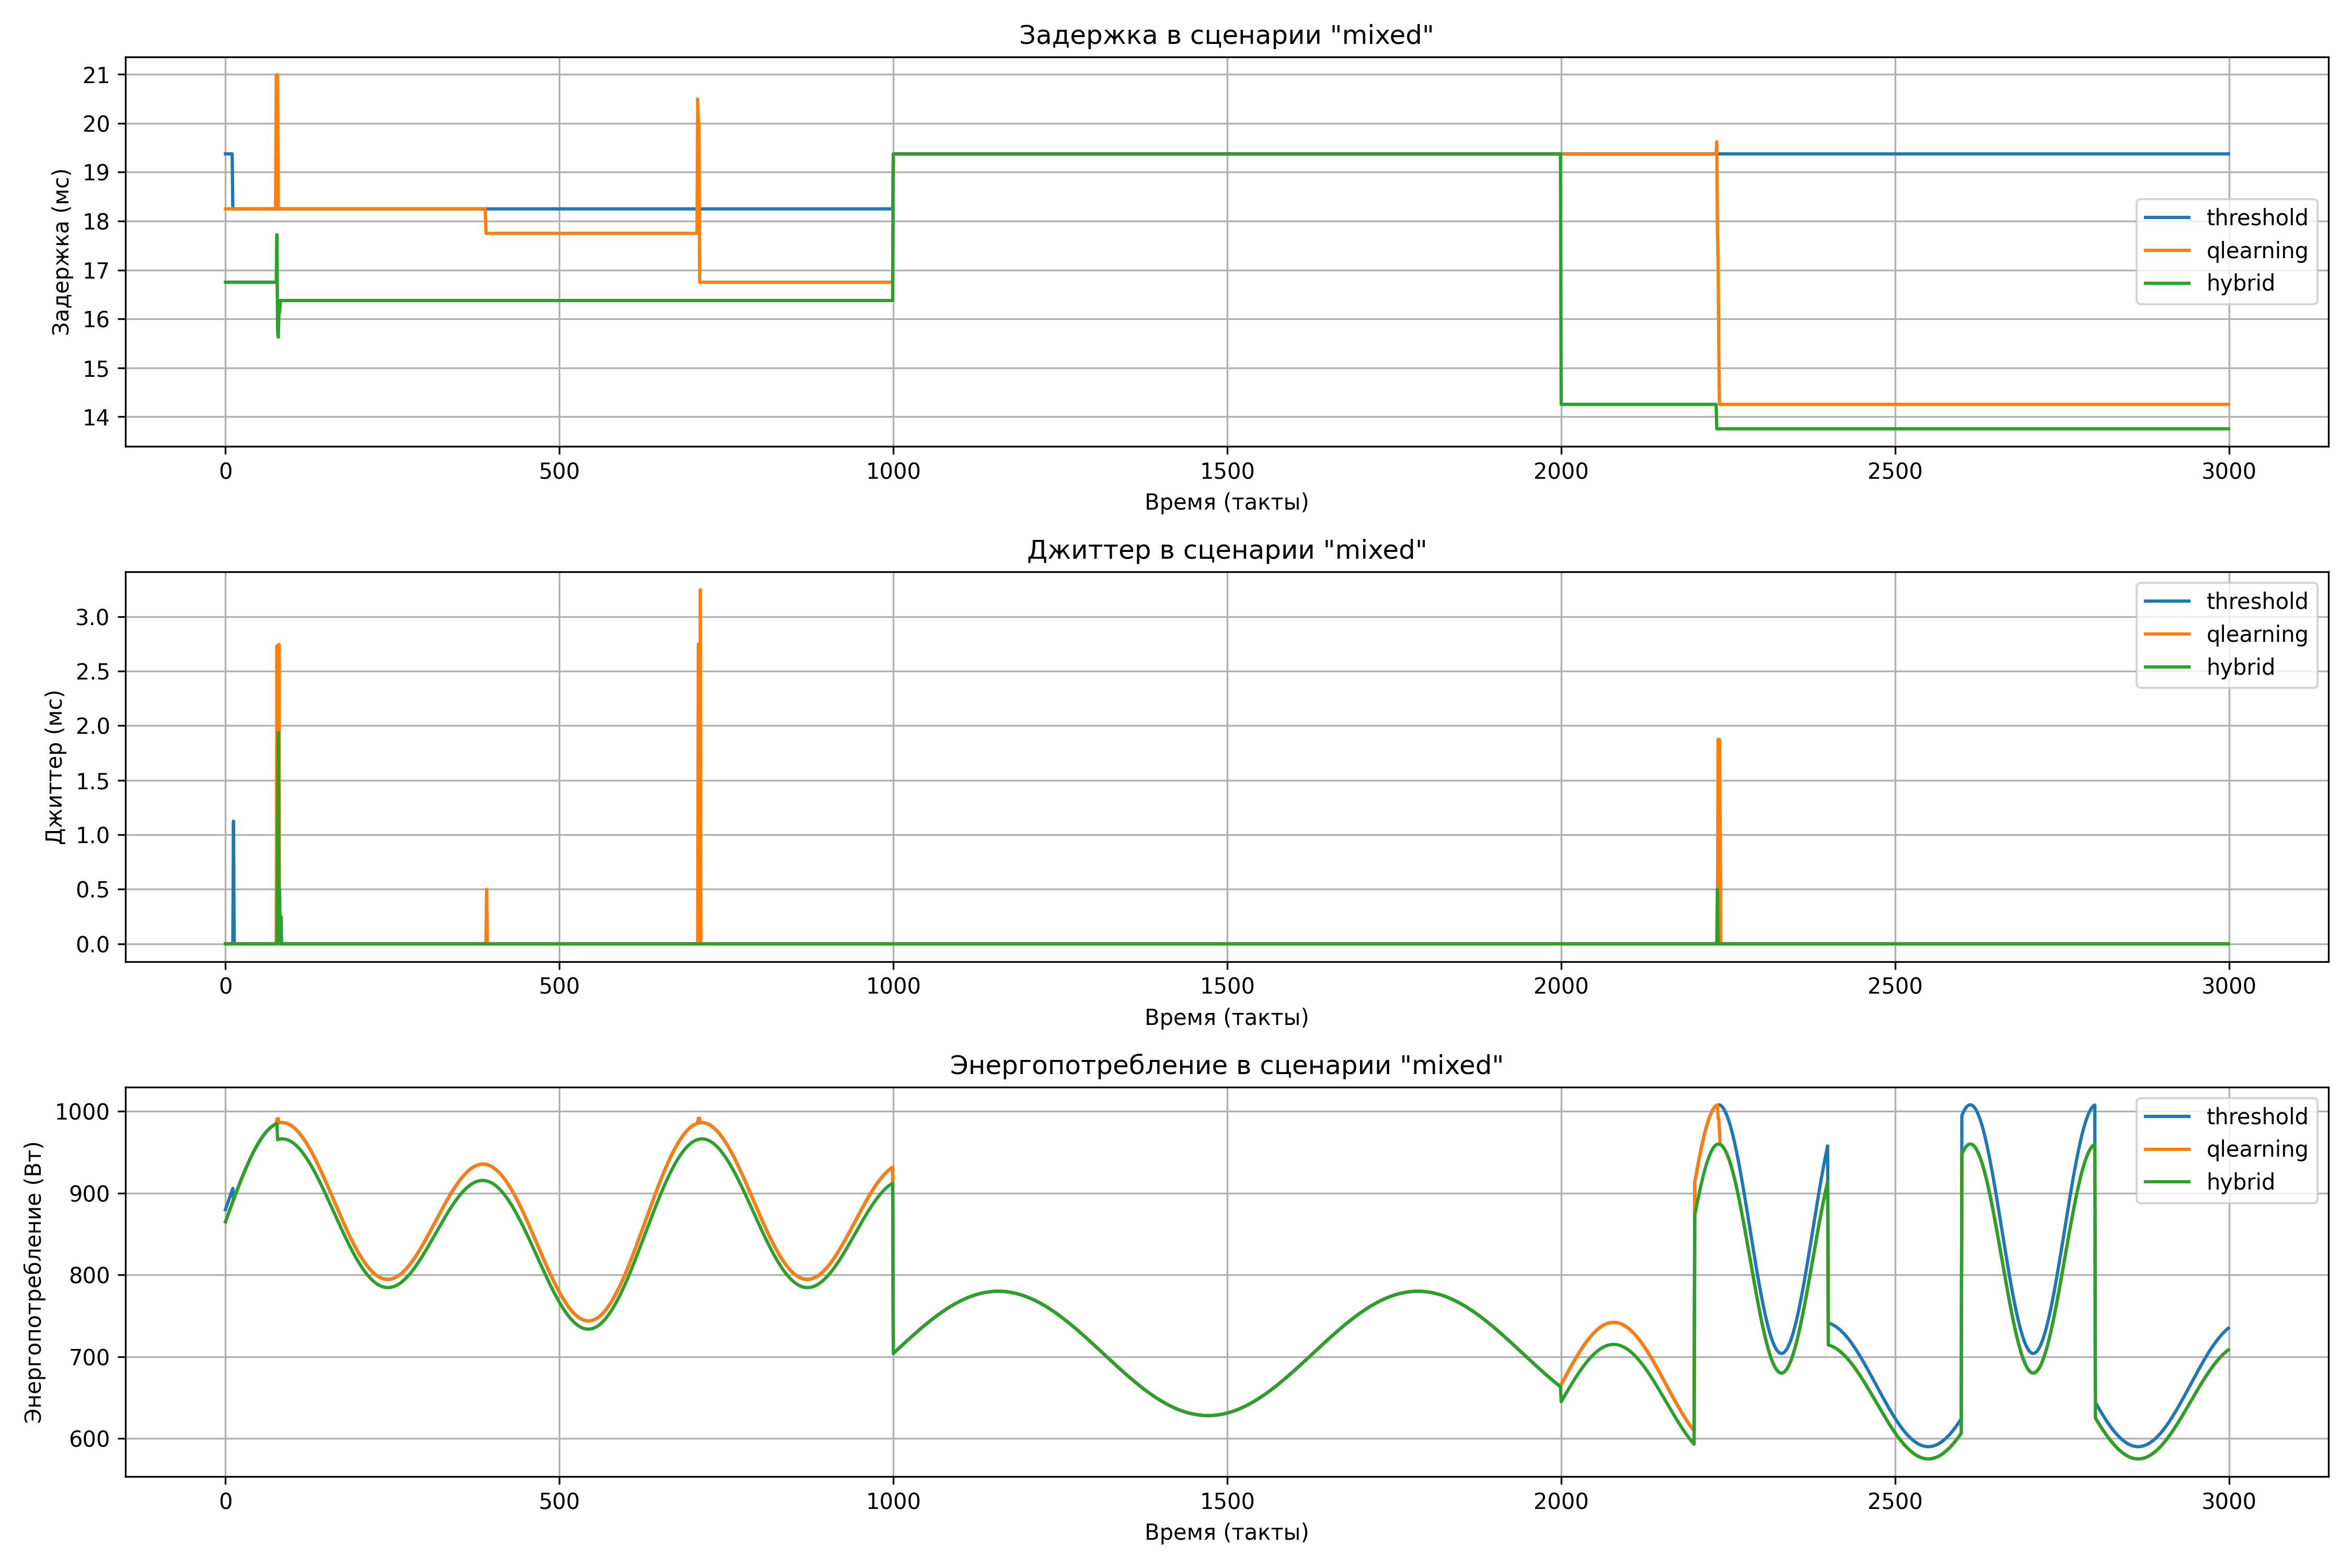 Задержка в сценарии "mixed"
Задержка (мс)
21
20
19
18
17
16
15
14
threshold
qlearning
hybrid
0 500 1000 1500 2000 2500 3000
Время (такты)
Джиттер в сценарии "mixed"
Джиттер (мс)
3.0
2.5
2.0
1.5
1.0
0.5
0.0
threshold
qlearning
hybrid
0 500 1000 1500 2000 2500 3000
Время (такты)
Энергопотребление в сценарии "mixed"
Энергопотребление (Вт)
1000
900
800
700
600
threshold
qlearning
hybrid
0 500 1000 1500 2000 2500 3000
Время (такты)